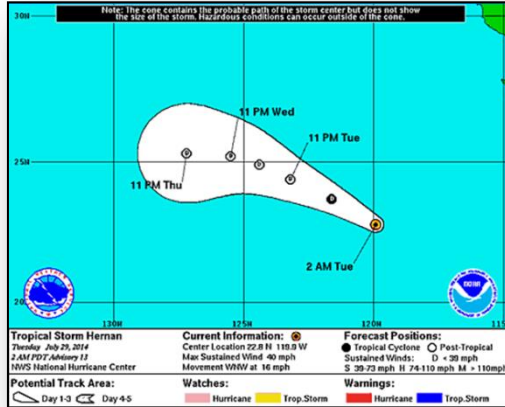 Note: The cone contains the probable path of the storm center but does not show
the size of the storm. Hazardous conditions can occur outside of the cone.
30N
11 PM Wed
11 PM Tue
25N
D
D
D
D
D
11 PM Thu
2 AM Tue
20N
NOAA
130W
125W
120W
115W
Tropical Storm Hernan
Tuesday July 29, 2014
2 AM PDT Advisory 13
NWS National Hurricane Center
Current Information:
Center Location 22.8 N 119.9 W
Max Sustained Wind 40 mph
Movement WNW at 16 mph
Forecast Positions:
Tropical Cyclone Post-Tropical
Sustained Winds: D < 39 mph
S 39-73 mph H 74-110 mph M > 110mph
Potential Track Area:
Day 1-3 Day 4-5
Watches:
Hurricane Trop.Storm
Warnings:
Hurricane Trop.Storm